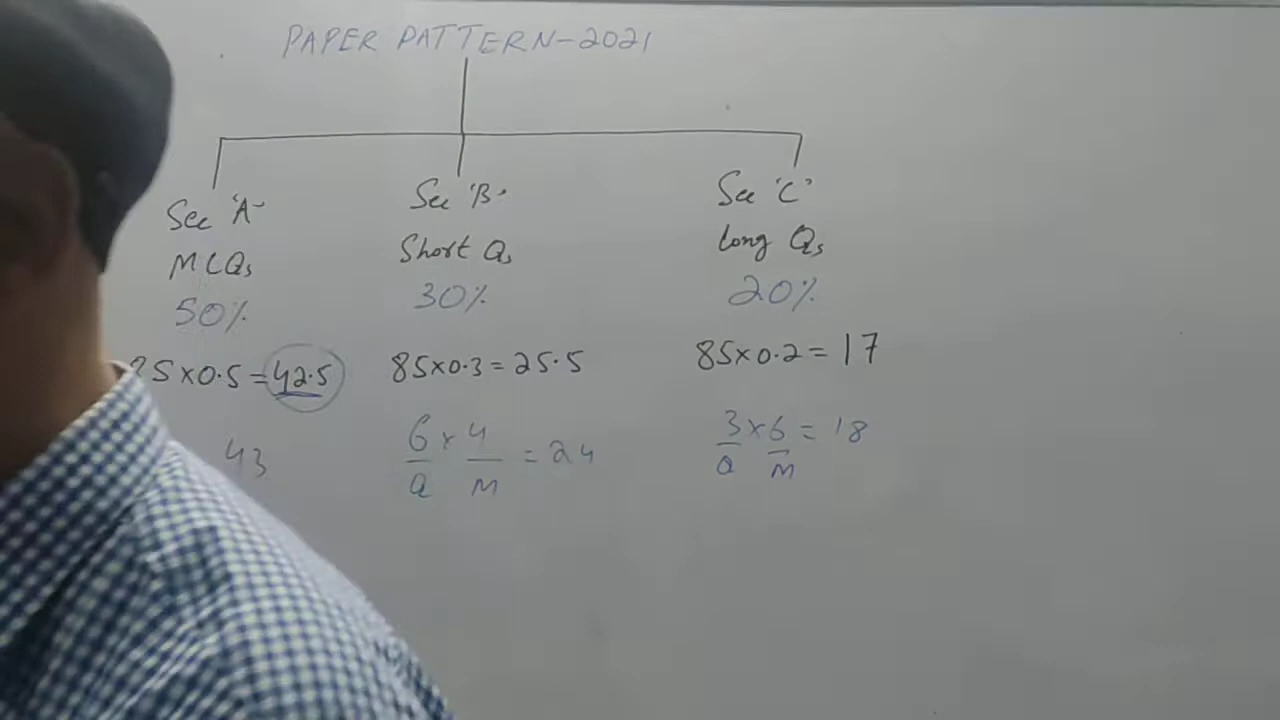 PAPER PATTERN-2021
Sec 'A'
MCQs
50%
85×0.5=42.5
43
Sec 'B'
Short Qs
30%
85×0.3=25.5
6/Q × 4/M = 24
Sec 'C'
Long Qs
20%
85×0.2=17
3/Q × 6/M = 18